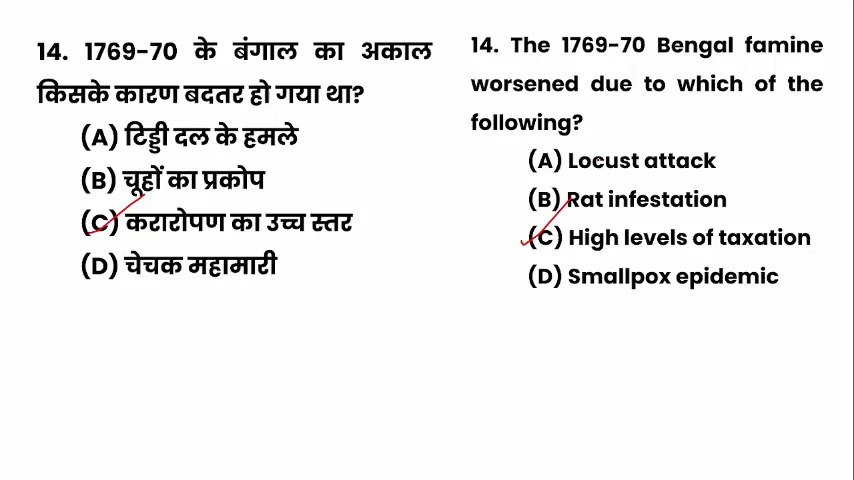 14. 1769-70 के बंगाल का अकाल
किसके कारण बदतर हो गया था?
(A) टिड्डी दल के हमले
(B) चूहों का प्रकोप
(C) करारोपण का उच्च स्तर
(D) चेचक महामारी
14. The 1769-70 Bengal famine
worsened due to which of the
following?
(A) Locust attack
(B) Rat infestation
(C) High levels of taxation
(D) Smallpox epidemic